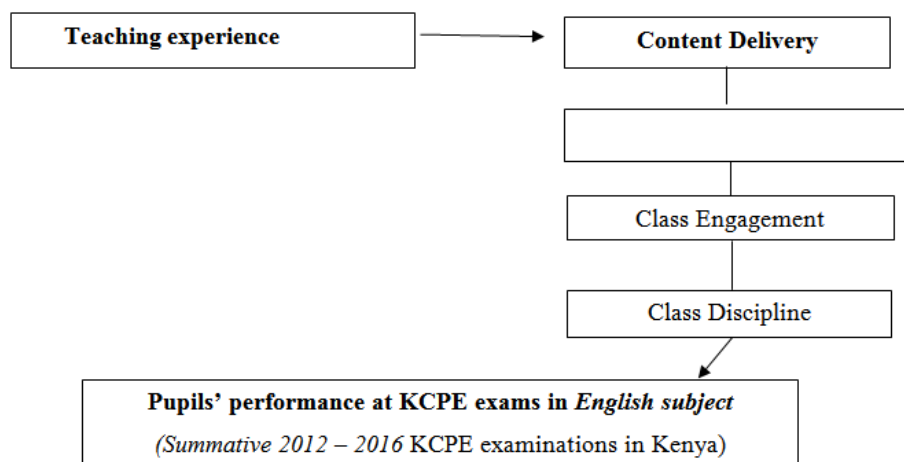 Teaching experience
Content Delivery
Class Engagement
Class Discipline
Pupils’ performance at KCPE exams in English subject
(Summative 2012 – 2016 KCPE examinations in Kenya)